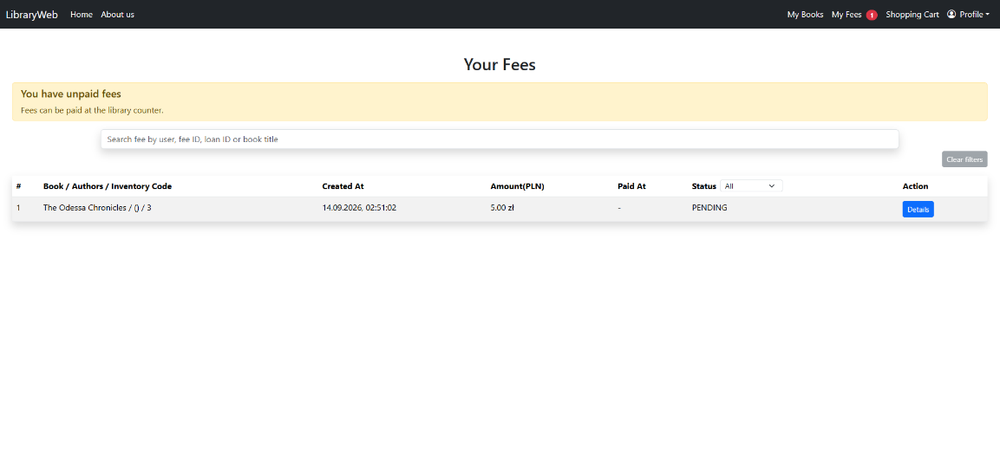 LibraryWeb Home About us My Books My Fees 1 Shopping Cart Profile
Your Fees
You have unpaid fees
Fees can be paid at the library counter.
Search fee by user, fee ID, loan ID or book title
Clear filters
# Book / Authors / Inventory Code Created At Amount(PLN) Paid At Status All Action
1 The Odessa Chronicles / () / 3 14.09.2026, 02:51:02 5.00 zł - PENDING Details